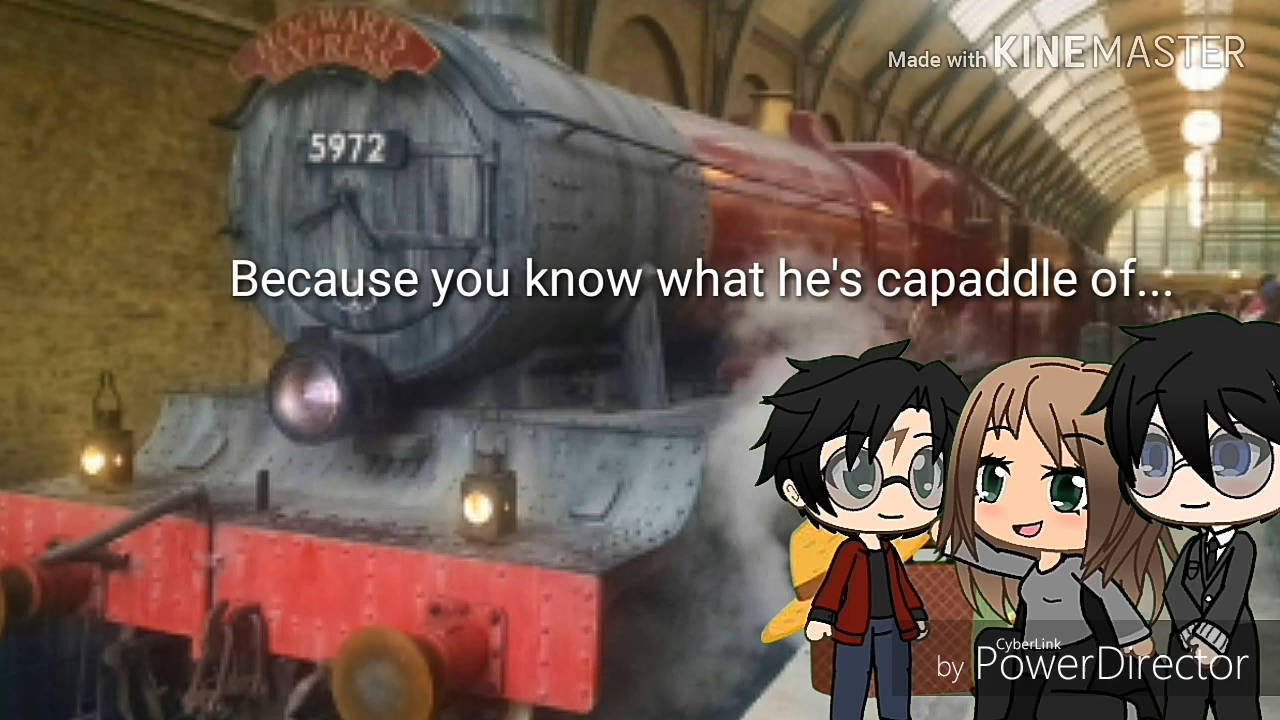 HOGWARTS
EXPRESS
Made with KINEMASTER
5972
Because you know what he's capaddle of...
CyberLink
by PowerDirector